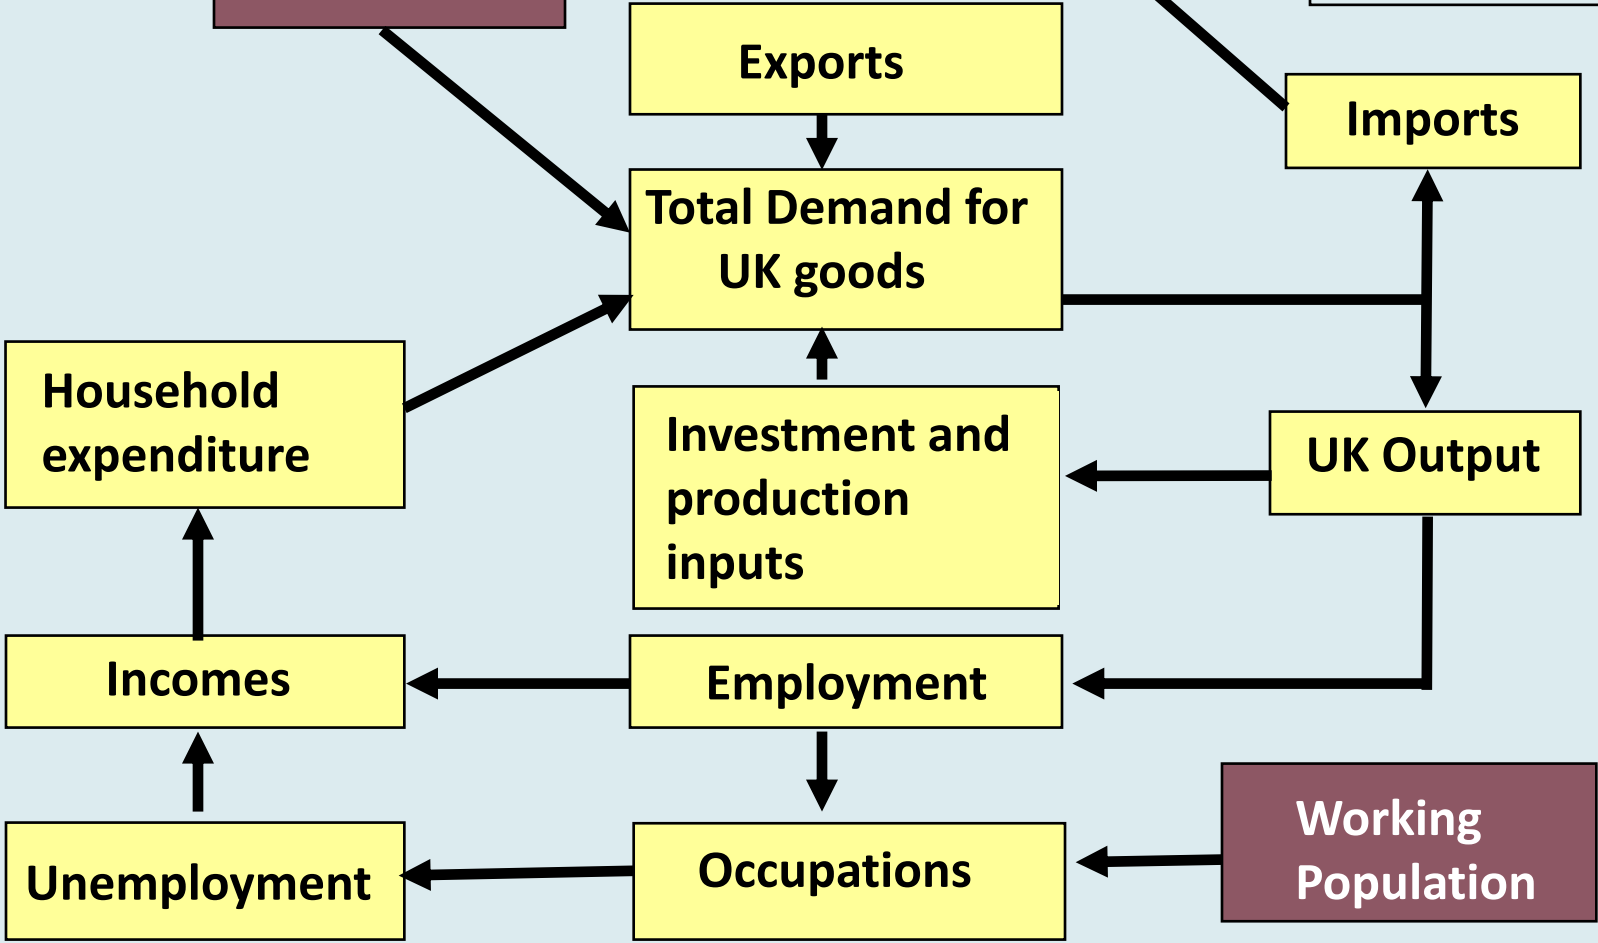 Exports
Imports
Total Demand for
UK goods
Household
expenditure
Investment and
production
inputs
UK Output
Incomes
Employment
Working
Population
Unemployment
Occupations